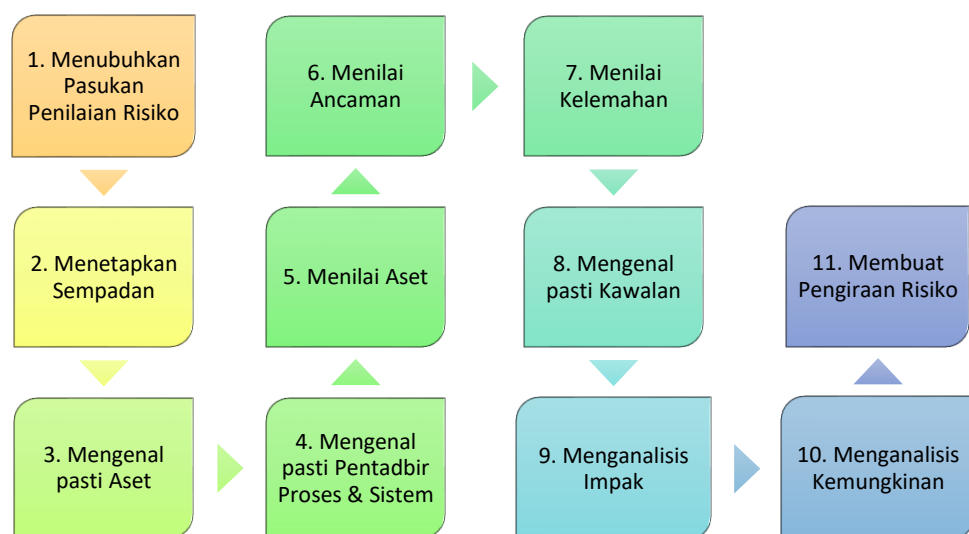 1. Menubuhkan
Pasukan
Penilaian Risiko
2. Menetapkan
Sempadan
3. Mengenal
pasti Aset
4. Mengenal
pasti Pentadbir
Proses & Sistem
5. Menilai Aset
6. Menilai
Ancaman
7. Menilai
Kelemahan
8. Mengenal
pasti Kawalan
9. Menganalisis
Impak
10. Menganalisis
Kemungkinan
11. Membuat
Pengiraan Risiko